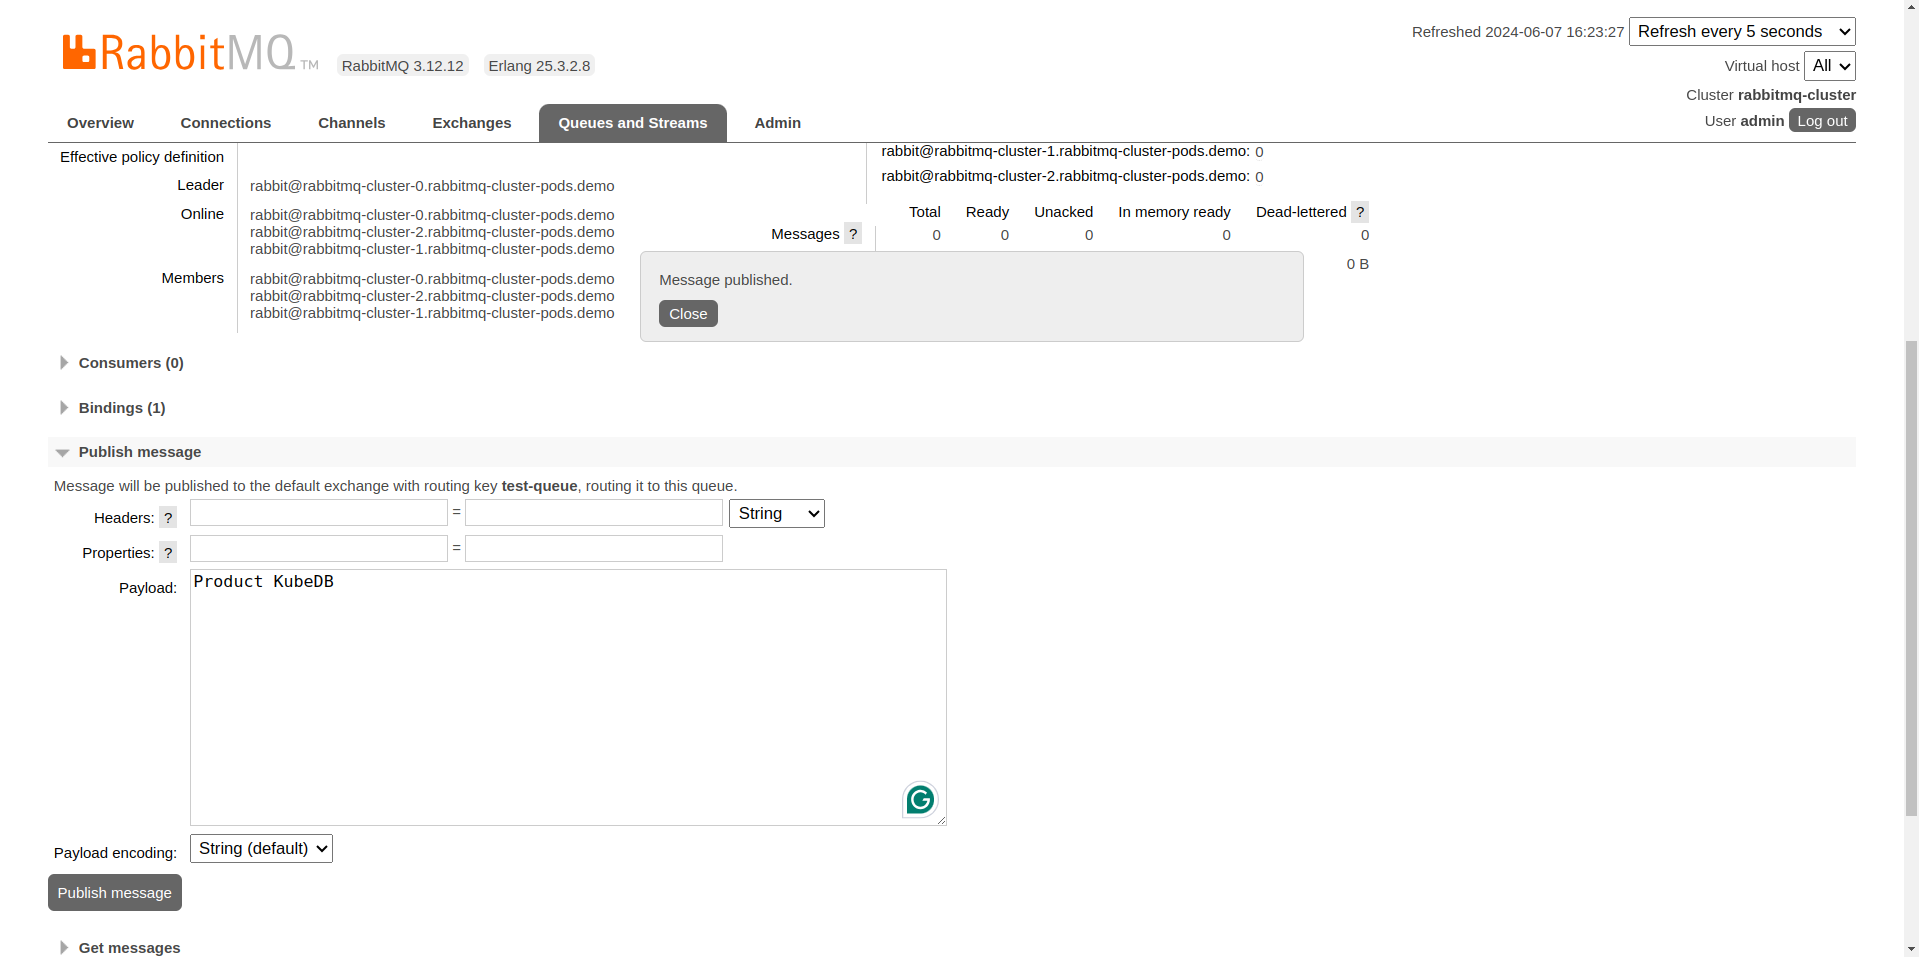 RabbitMQ TM RabbitMQ 3.12.12 Erlang 25.3.2.8
Refreshed 2024-06-07 16:23:27 Refresh every 5 seconds
Virtual host All
Cluster rabbitmq-cluster
User admin Log out
Overview Connections Channels Exchanges Queues and Streams Admin
Effective policy definition
Leader rabbit@rabbitmq-cluster-0.rabbitmq-cluster-pods.demo
Online rabbit@rabbitmq-cluster-0.rabbitmq-cluster-pods.demo
rabbit@rabbitmq-cluster-2.rabbitmq-cluster-pods.demo
rabbit@rabbitmq-cluster-1.rabbitmq-cluster-pods.demo
Members rabbit@rabbitmq-cluster-0.rabbitmq-cluster-pods.demo
rabbit@rabbitmq-cluster-2.rabbitmq-cluster-pods.demo
rabbit@rabbitmq-cluster-1.rabbitmq-cluster-pods.demo
rabbit@rabbitmq-cluster-1.rabbitmq-cluster-pods.demo: 0
rabbit@rabbitmq-cluster-2.rabbitmq-cluster-pods.demo: 0
Total Ready Unacked In memory ready Dead-lettered ?
Messages ? 0 0 0 0 0
0 B
Message published.
Close
Consumers (0)
Bindings (1)
Publish message
Message will be published to the default exchange with routing key test-queue, routing it to this queue.
Headers: ? = String
Properties: ? =
Payload: Product KubeDB
Payload encoding: String (default)
Publish message
Get messages